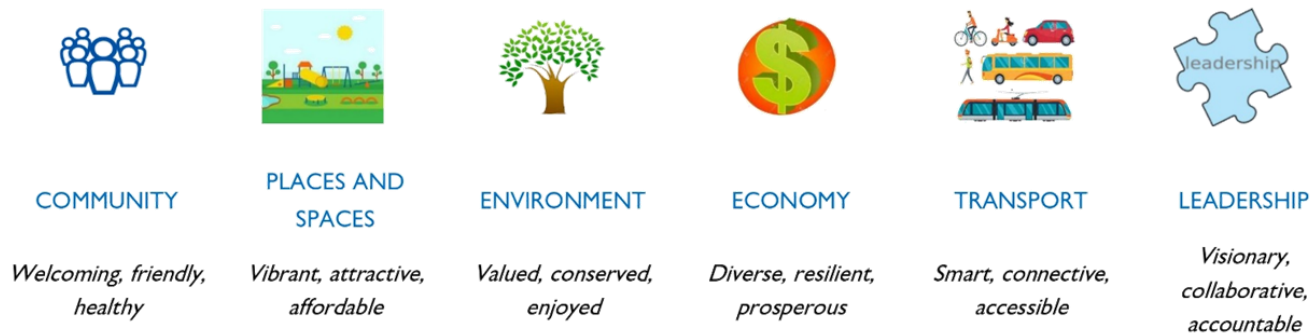 leadership
COMMUNITY
Welcoming, friendly,
healthy
PLACES AND
SPACES
Vibrant, attractive,
affordable
ENVIRONMENT
Valued, conserved,
enjoyed
ECONOMY
Diverse, resilient,
prosperous
TRANSPORT
Smart, connective,
accessible
LEADERSHIP
Visionary,
collaborative,
accountable